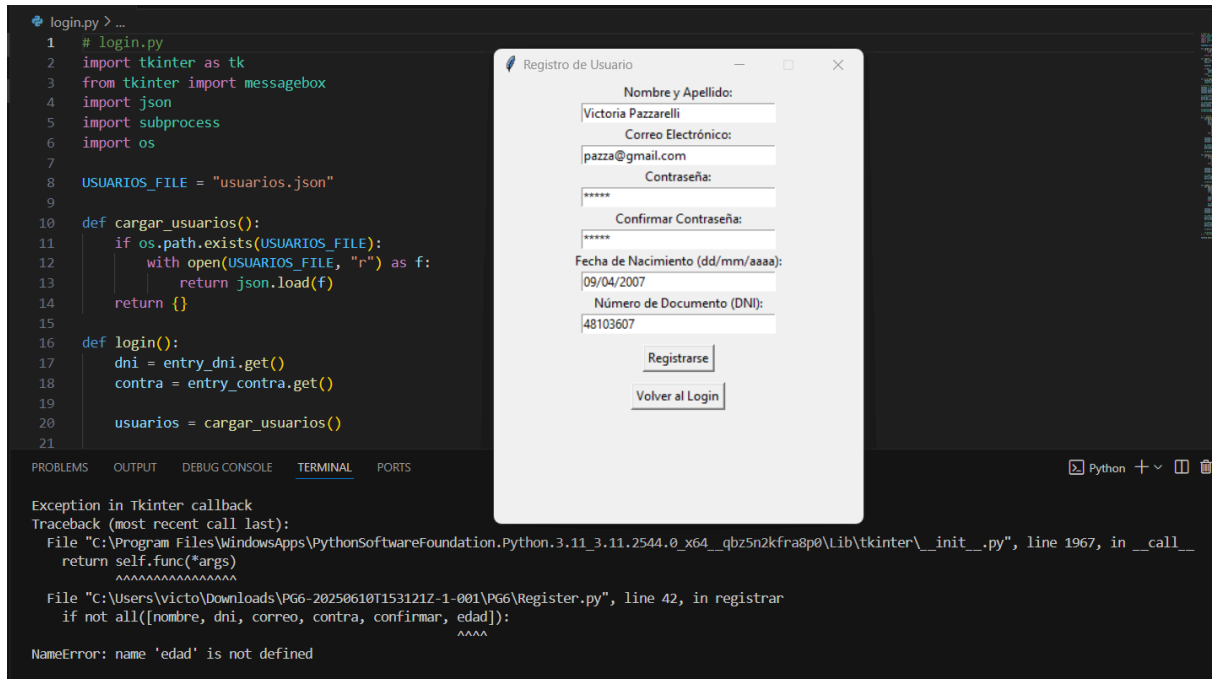 login.py > ...
1 # login.py
2 import tkinter as tk
3 from tkinter import messagebox
4 import json
5 import subprocess
6 import os
7
8 USUARIOS_FILE = "usuarios.json"
9
10 def cargar_usuarios():
11 if os.path.exists(USUARIOS_FILE):
12 with open(USUARIOS_FILE, "r") as f:
13 return json.load(f)
14 return {}
15
16 def login():
17 dni = entry_dni.get()
18 contra = entry_contra.get()
19
20 usuarios = cargar_usuarios()
21
Registro de Usuario
Nombre y Apellido:
Victoria Pazzarelli
Correo Electrónico:
pazza@gmail.com
Contraseña:
*****
Confirmar Contraseña:
*****
Fecha de Nacimiento (dd/mm/aaaa):
09/04/2007
Número de Documento (DNI):
48103607
Registrarse
Volver al Login
PROBLEMS OUTPUT DEBUG CONSOLE TERMINAL PORTS
Python
Exception in Tkinter callback
Traceback (most recent call last):
File "C:\Program Files\WindowsApps\PythonSoftwareFoundation.Python.3.11_3.11.2544.0_x64__qbz5n2kfra8p0\Lib\tkinter\__init__.py", line 1967, in __call__
return self.func(*args)
^^^^^^^^^^^^^^^^
File "C:\Users\victo\Downloads\PG6-20250610T153121Z-1-001\PG6\Register.py", line 42, in registrar
if not all([nombre, dni, correo, contra, confirmar, edad]):
^^^^
NameError: name 'edad' is not defined